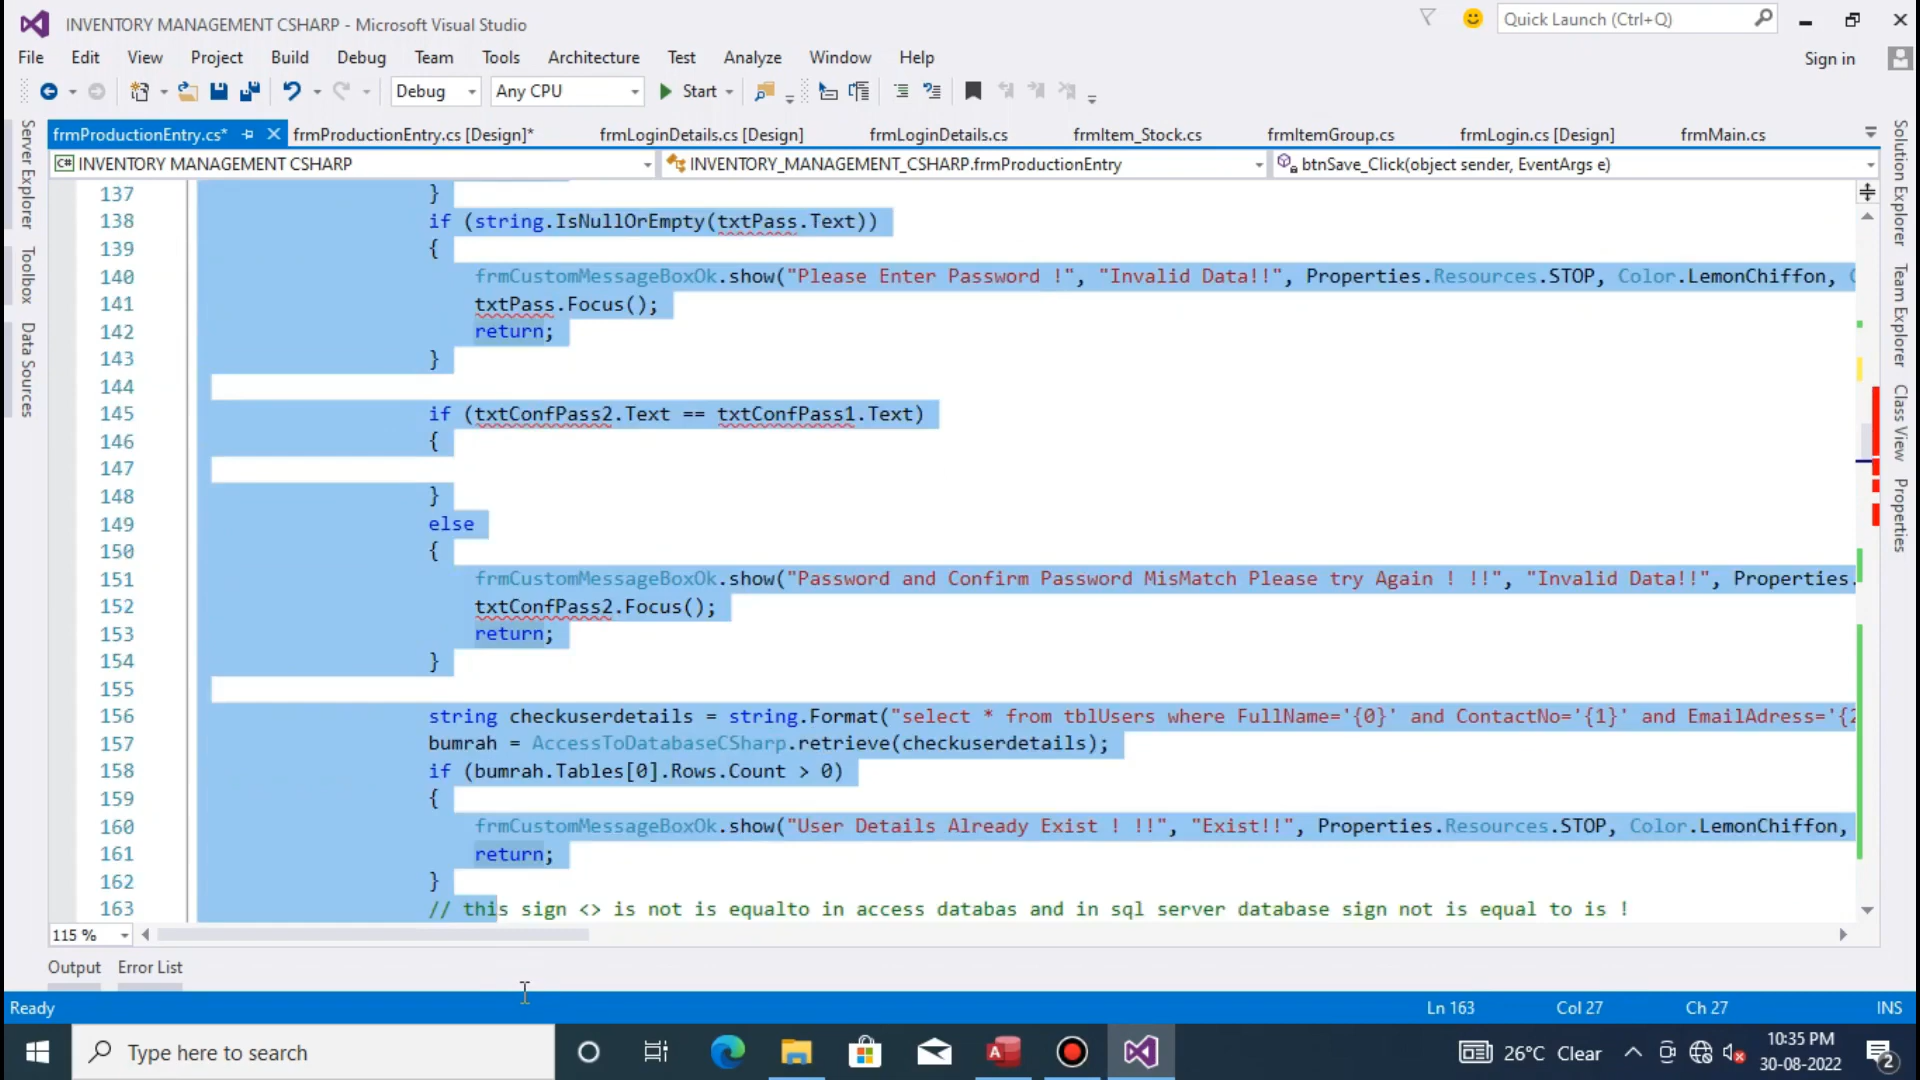 INVENTORY MANAGEMENT CSHARP - Microsoft Visual Studio
Quick Launch (Ctrl+Q)
File Edit View Project Build Debug Team Tools Architecture Test Analyze Window Help
Sign in
Debug Any CPU Start
frmProductionEntry.cs* frmProductionEntry.cs [Design]* frmLoginDetails.cs [Design] frmLoginDetails.cs frmItem_Stock.cs frmItemGroup.cs frmLogin.cs [Design] frmMain.cs
C# INVENTORY MANAGEMENT CSHARP INVENTORY_MANAGEMENT_CSHARP.frmProductionEntry btnSave_Click(object sender, EventArgs e)
Server Explorer
Toolbox
Data Sources
137 }
138 if (string.IsNullOrEmpty(txtPass.Text))
139 {
140 frmCustomMessageBoxOk.show("Please Enter Password !", "Invalid Data!!", Properties.Resources.STOP, Color.LemonChiffon,
141 txtPass.Focus();
142 return;
143 }
144
145 if (txtConfPass2.Text == txtConfPass1.Text)
146 {
147
148 }
149 else
150 {
151 frmCustomMessageBoxOk.show("Password and Confirm Password MisMatch Please try Again ! !!", "Invalid Data!!", Properties.
152 txtConfPass2.Focus();
153 return;
154 }
155
156 string checkuserdetails = string.Format("select * from tblUsers where FullName='{0}' and ContactNo='{1}' and EmailAdress='{2
157 bumrah = AccessToDatabaseCSharp.retrieve(checkuserdetails);
158 if (bumrah.Tables[0].Rows.Count > 0)
159 {
160 frmCustomMessageBoxOk.show("User Details Already Exist ! !!", "Exist!!", Properties.Resources.STOP, Color.LemonChiffon,
161 return;
162 }
163 // this sign <> is not is equalto in access databas and in sql server database sign not is equal to is !
Solution Explorer
Team Explorer
Class View
Properties
115 %
Output Error List
Ready Ln 163 Col 27 Ch 27 INS
Type here to search
26°C Clear
10:35 PM
30-08-2022
2